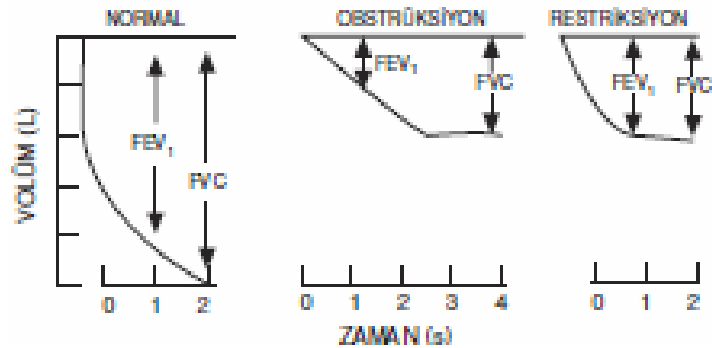 NORMAL
OBSTRÜKSİYON
RESTRİKSİYON
VOLÜM (L)
FEV₁
FVC
FEV₁
FVC
FEV₁
FVC
0 1 2
0 1 2 3 4
0 1 2
ZAMAN (s)